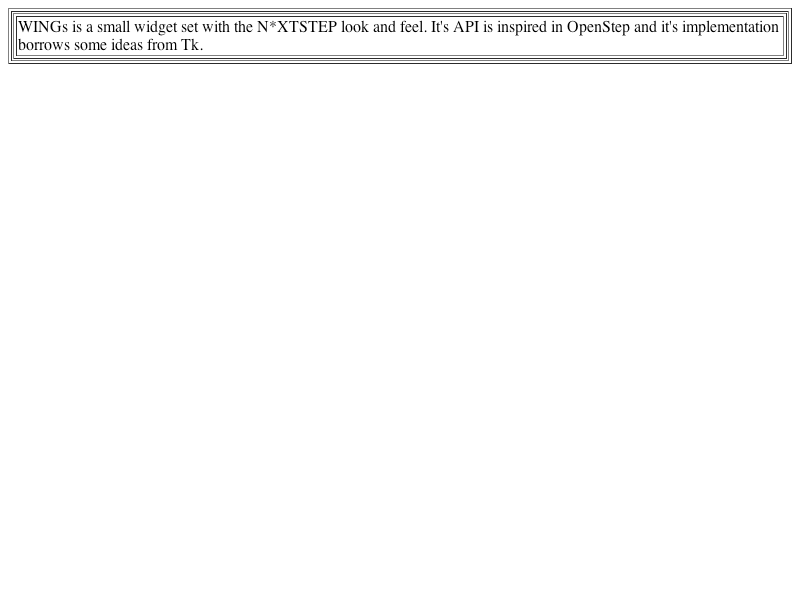 WINGs is a small widget set with the N*XTSTEP look and feel. It's API is inspired in OpenStep and it's implementation
borrows some ideas from Tk.